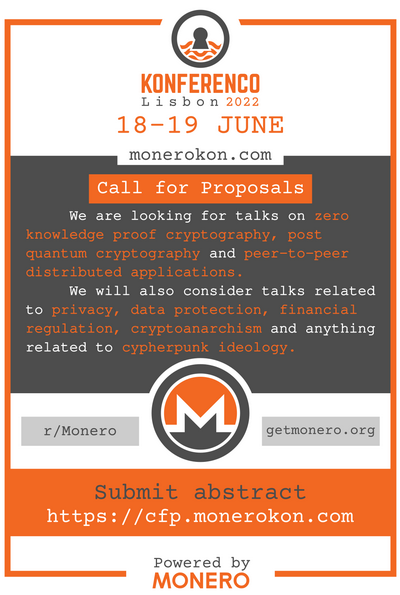 KONFERENCO
Lisbon 2022
18-19 JUNE
monerokon.com
Call for Proposals
We are looking for talks on zero
knowledge proof cryptography, post
quantum cryptography and peer-to-peer
distributed applications.
We will also consider talks related
to privacy, data protection, financial
regulation, cryptoanarchism and anything
related to cypherpunk ideology.
r/Monero
getmonero.org
Submit abstract
https://cfp.monerokon.com
Powered by
MONERO